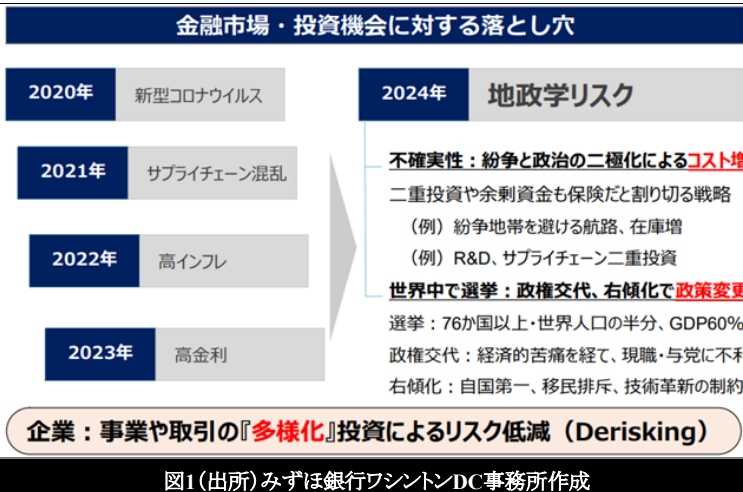 金融市場・投資機会に対する落とし穴
2020年 新型コロナウイルス
2021年 サプライチェーン混乱
2022年 高インフレ
2023年 高金利
2024年 地政学リスク
不確実性:紛争と政治の二極化によるコスト増
二重投資や余剰資金も保険だと割り切る戦略
(例)紛争地帯を避ける航路、在庫増
(例)R&D、サプライチェーン二重投資
世界中で選挙:政権交代、右傾化で政策変更
選挙:76か国以上・世界人口の半分、GDP60%
政権交代:経済的苦痛を経て、現職・与党に不利
右傾化:自国第一、移民排斥、技術革新の制約
企業:事業や取引の『多様化』投資によるリスク低減(Derisking)
図1(出所)みずほ銀行ワシントンDC事務所作成